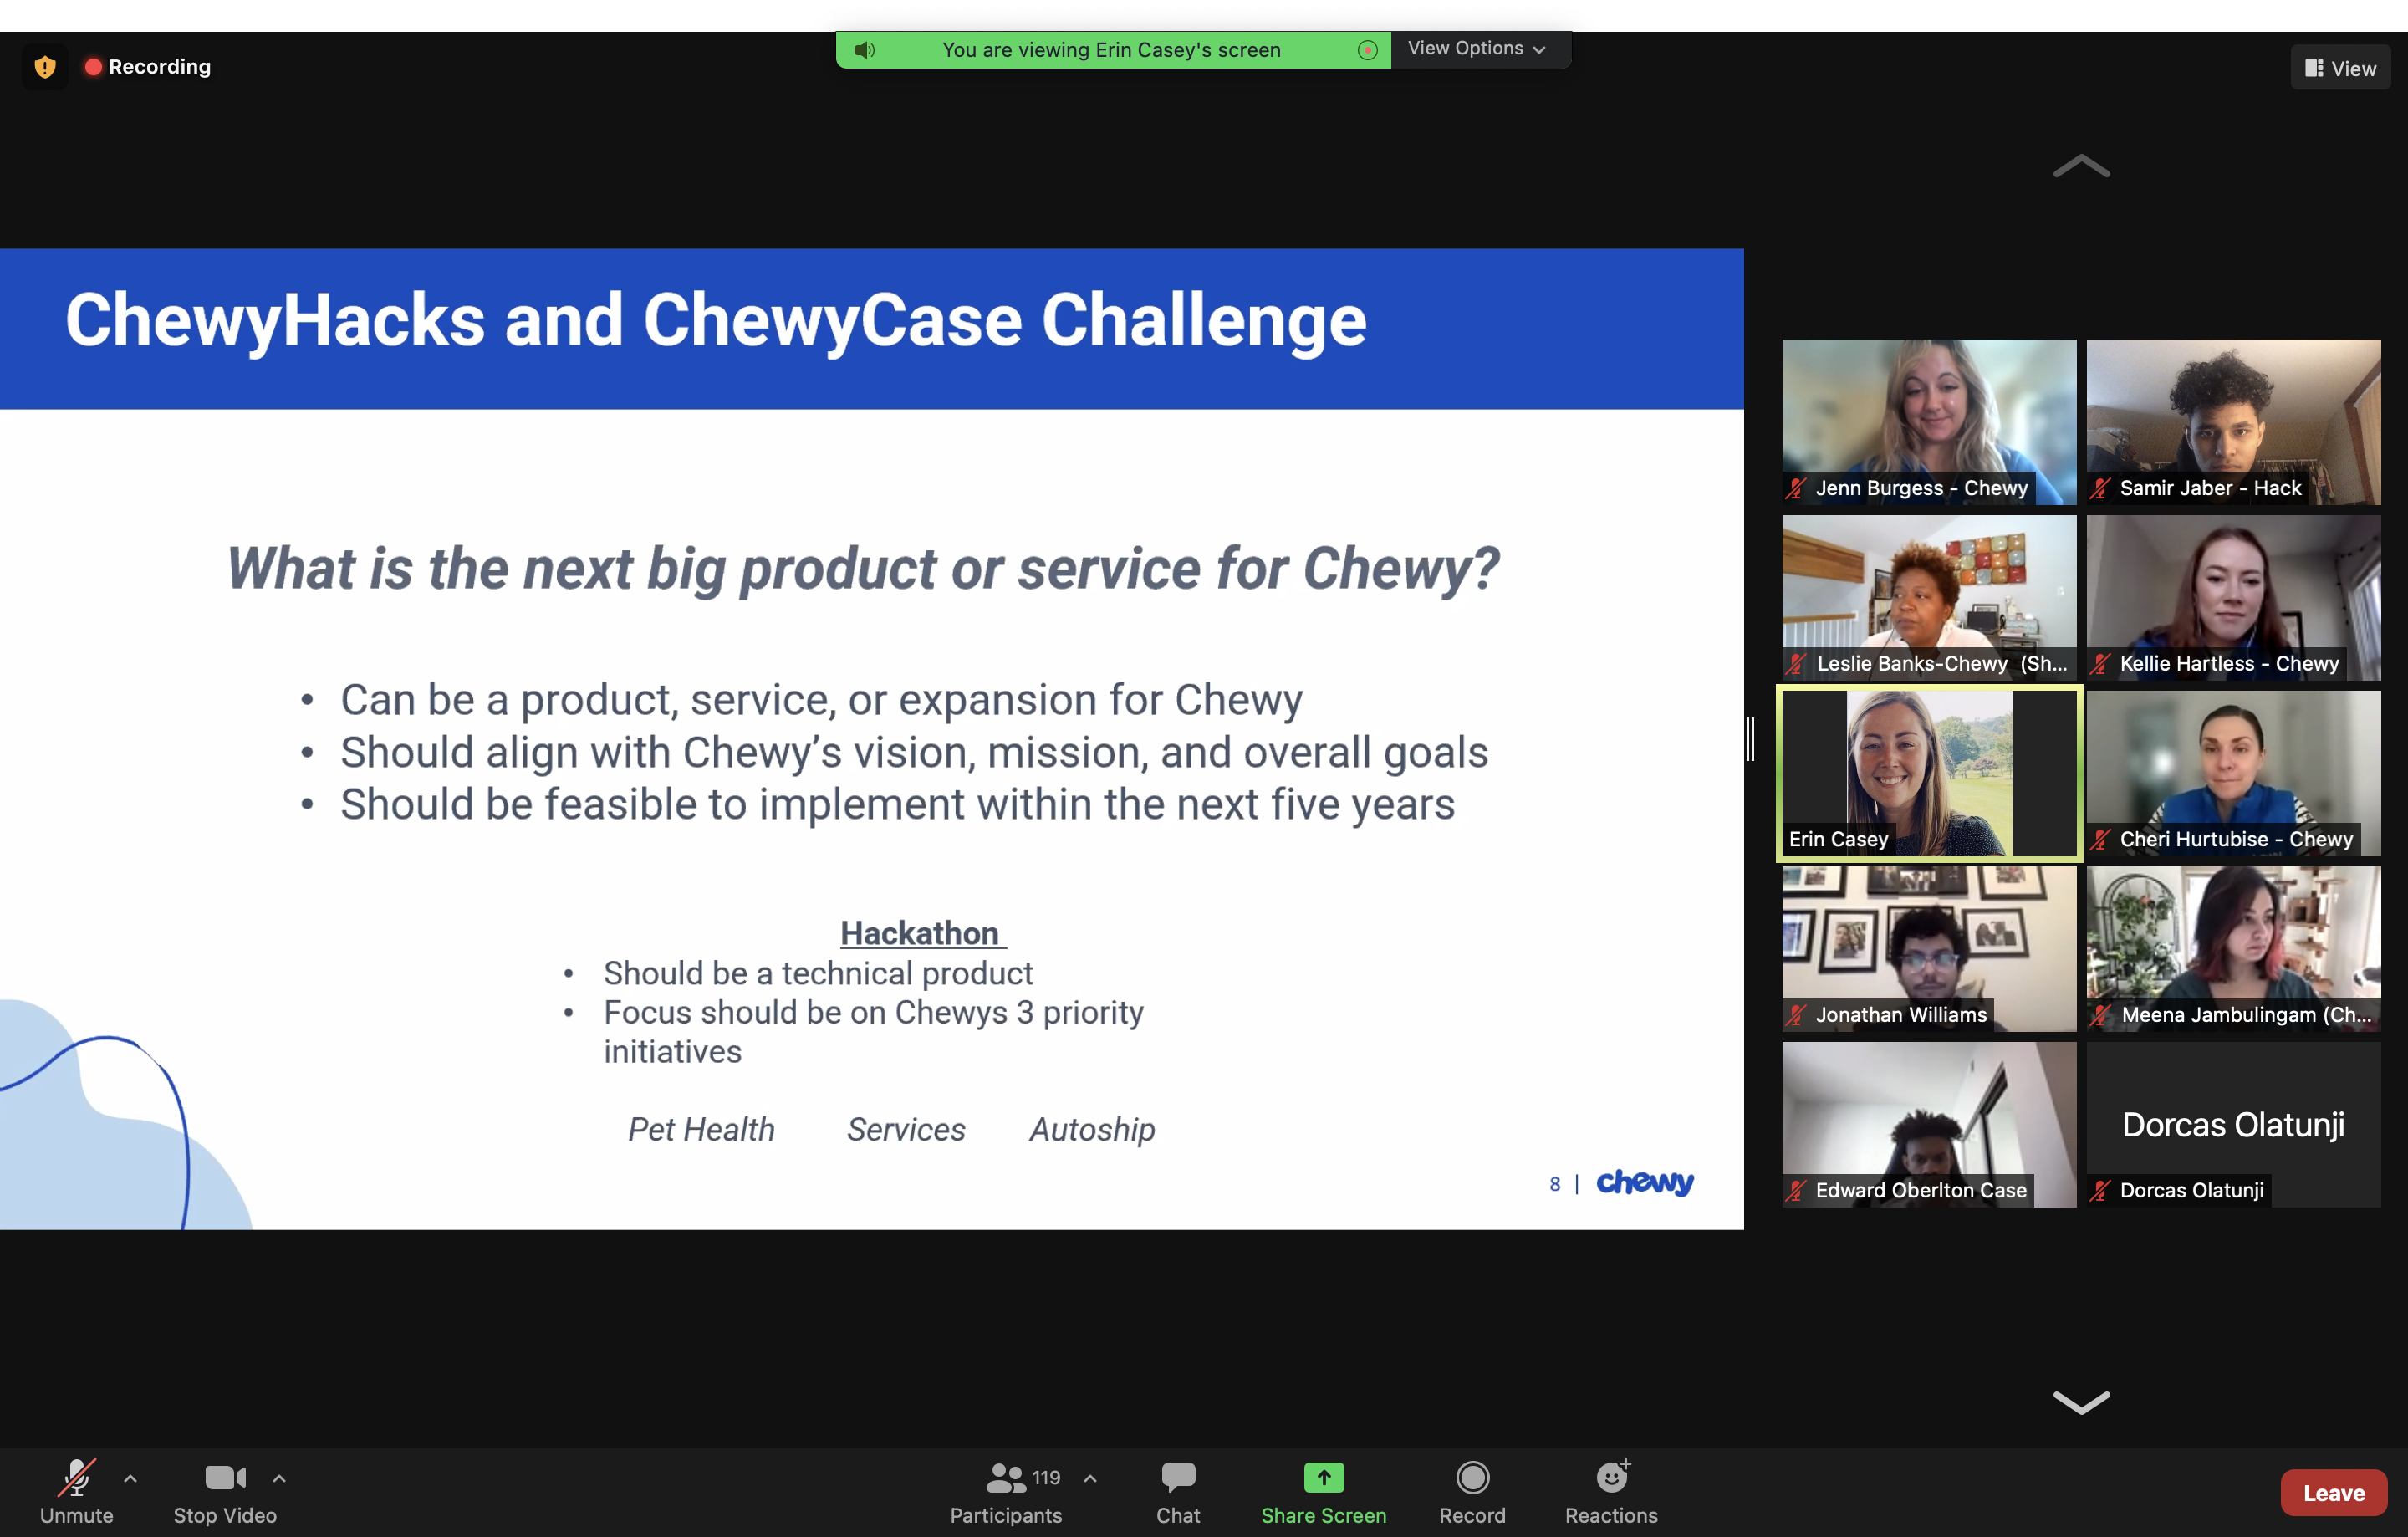 Recording
You are viewing Erin Casey's screen
View Options
View
ChewyHacks and ChewyCase Challenge
What is the next big product or service for Chewy?
• Can be a product, service, or expansion for Chewy
• Should align with Chewy’s vision, mission, and overall goals
• Should be feasible to implement within the next five years
Hackathon
• Should be a technical product
• Focus should be on Chewys 3 priority
initiatives
Pet Health Services Autoship
8 | chewy
Jenn Burgess - Chewy
Samir Jaber - Hack
Leslie Banks-Chewy (Sh...
Kellie Hartless - Chewy
Erin Casey
Cheri Hurtubise - Chewy
Jonathan Williams
Meena Jambulingam (Ch...
Edward Oberlton Case
Dorcas Olatunji
Dorcas Olatunji
Unmute
Stop Video
119
Participants
Chat
Share Screen
Record
Reactions
Leave